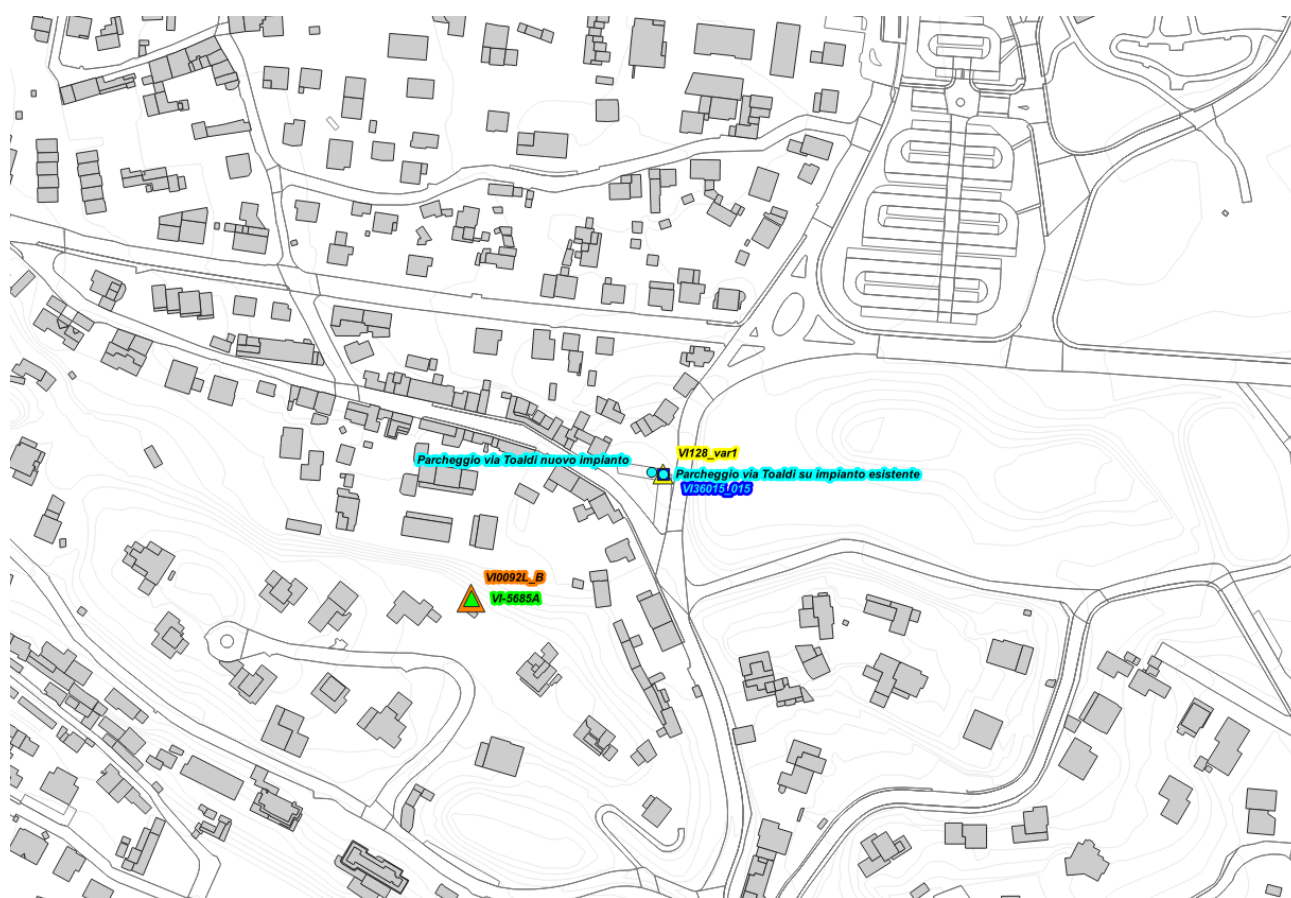 VI128_var1
Parcheggio via Toaldi nuovo impianto
Parcheggio via Toaldi su impianto esistente
VI36015_015
VI0092L_B
VI-5685A